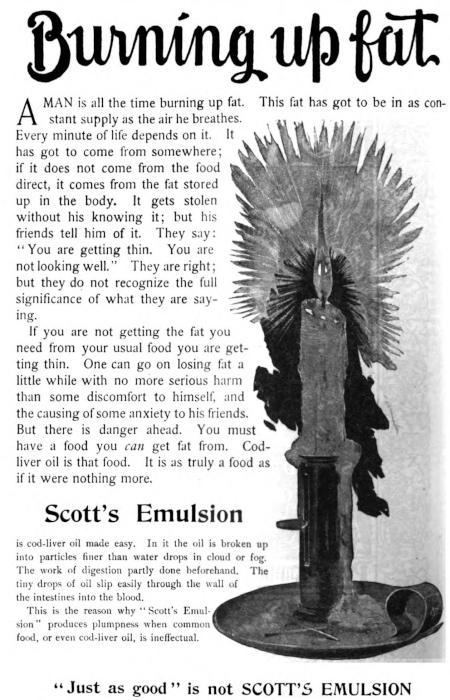 Burning up fat.
A MAN is all the time burning up fat. This fat has got to be in as con-
stant supply as the air he breathes.
Every minute of life depends on it. It
has got to come from somewhere;
if it does not come from the food
direct, it comes from the fat stored
up in the body. It gets stolen
without his knowing it; but his
friends tell him of it. They say:
"You are getting thin. You are
not looking well." They are right;
but they do not recognize the full
significance of what they are say-
ing.
If you are not getting the fat you
need from your usual food you are get-
ting thin. One can go on losing fat a
little while with no more serious harm
than some discomfort to himself, and
the causing of some anxiety to his friends.
But there is danger ahead. You must
have a food you can get fat from. Cod-
liver oil is that food. It is as truly a food as
if it were nothing more.
Scott's Emulsion
is cod-liver oil made easy. In it the oil is broken up
into particles finer than water drops in cloud or fog.
The work of digestion partly done beforehand. The
tiny drops of oil slip easily through the wall of
the intestines into the blood.
This is the reason why "Scott's Emul-
sion" produces plumpness when common
food, or even cod-liver oil, is ineffectual.
"Just as good" is not SCOTT'S EMULSION